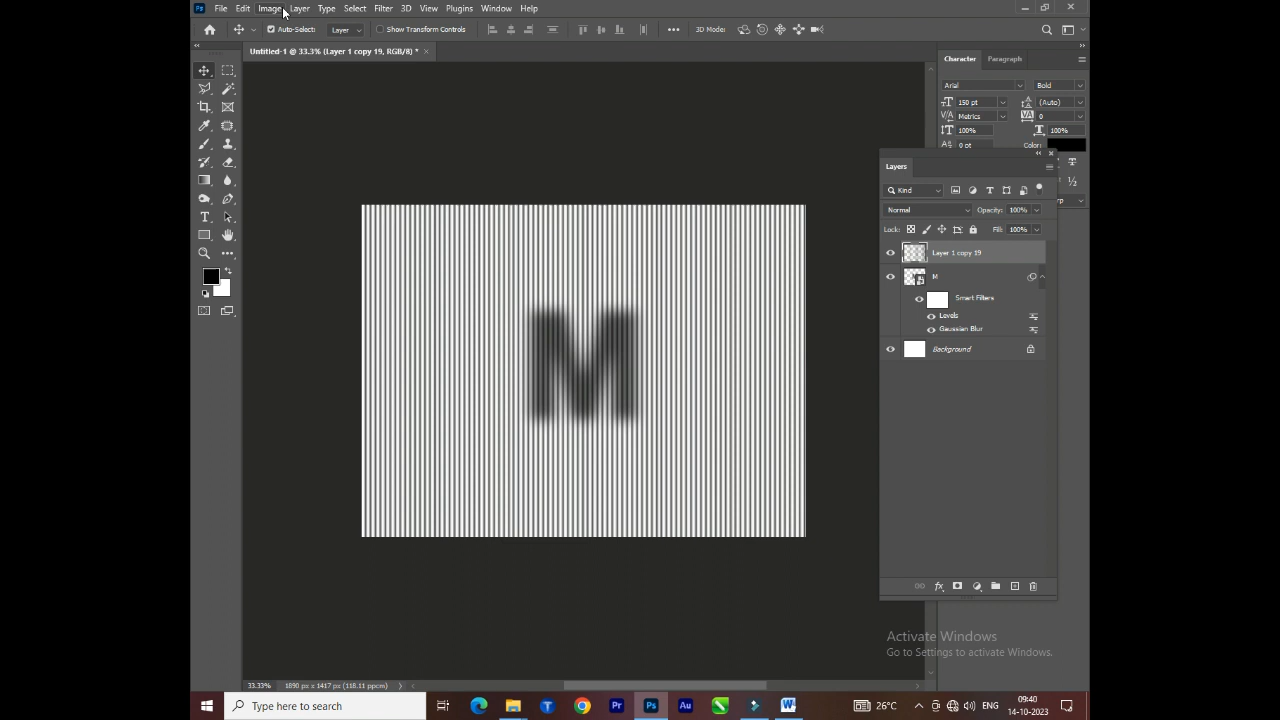 Ps File Edit Image Layer Type Select Filter 3D View Plugins Window Help
Auto-Select: Layer Show Transform Controls 3D Mode:
Untitled-1 @ 33.3% (Layer 1 copy 19, RGB/8) *
Character Paragraph
Arial Bold
150 pt (Auto)
Metrics 0
100% 100%
0 pt Color:
Layers
Kind
Normal Opacity: 100%
Lock: Fill: 100%
Layer 1 copy 19
M
Smart Filters
Levels
Gaussian Blur
Background
M
Activate Windows
Go to Settings to activate Windows.
33.33% 1890 px x 1417 px (118.11 ppcm)
Type here to search
Pr Ps Au W
26°C ENG 09:40
14-10-2023